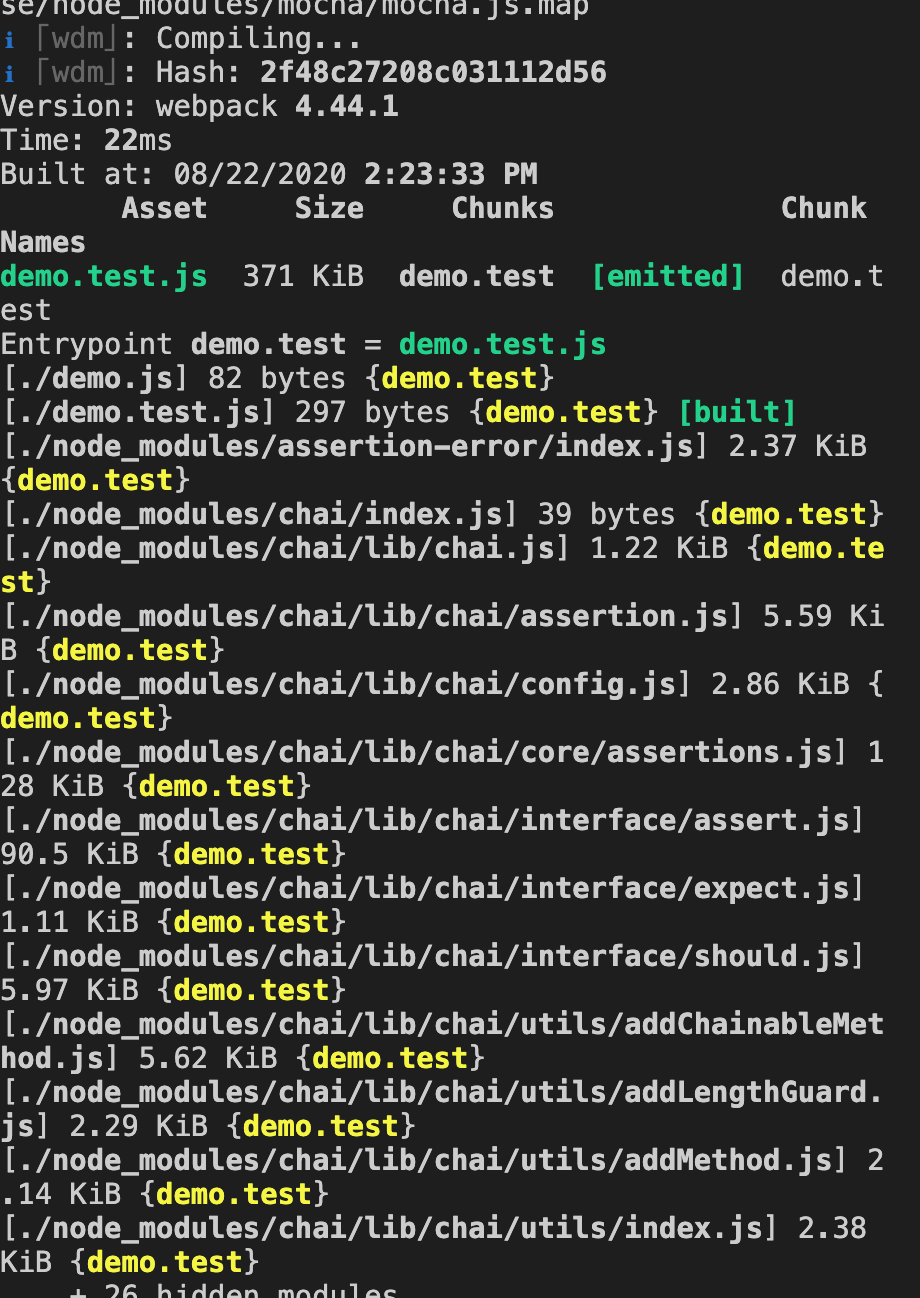 se/node_modules/mocha/mocha.js.map
ℹ ｢wdm｣: Compiling...
ℹ ｢wdm｣: Hash: 2f48c27208c031112d56
Version: webpack 4.44.1
Time: 22ms
Built at: 08/22/2020 2:23:33 PM
       Asset     Size     Chunks             Chunk
Names
demo.test.js  371 KiB  demo.test  [emitted]  demo.t
est
Entrypoint demo.test = demo.test.js
[./demo.js] 82 bytes {demo.test}
[./demo.test.js] 297 bytes {demo.test} [built]
[./node_modules/assertion-error/index.js] 2.37 KiB
{demo.test}
[./node_modules/chai/index.js] 39 bytes {demo.test}
[./node_modules/chai/lib/chai.js] 1.22 KiB {demo.te
st}
[./node_modules/chai/lib/chai/assertion.js] 5.59 Ki
B {demo.test}
[./node_modules/chai/lib/chai/config.js] 2.86 KiB {
demo.test}
[./node_modules/chai/lib/chai/core/assertions.js] 1
28 KiB {demo.test}
[./node_modules/chai/lib/chai/interface/assert.js]
90.5 KiB {demo.test}
[./node_modules/chai/lib/chai/interface/expect.js]
1.11 KiB {demo.test}
[./node_modules/chai/lib/chai/interface/should.js]
5.97 KiB {demo.test}
[./node_modules/chai/lib/chai/utils/addChainableMet
hod.js] 5.62 KiB {demo.test}
[./node_modules/chai/lib/chai/utils/addLengthGuard.
js] 2.29 KiB {demo.test}
[./node_modules/chai/lib/chai/utils/addMethod.js] 2
.14 KiB {demo.test}
[./node_modules/chai/lib/chai/utils/index.js] 2.38
KiB {demo.test}
    + 26 hidden modules